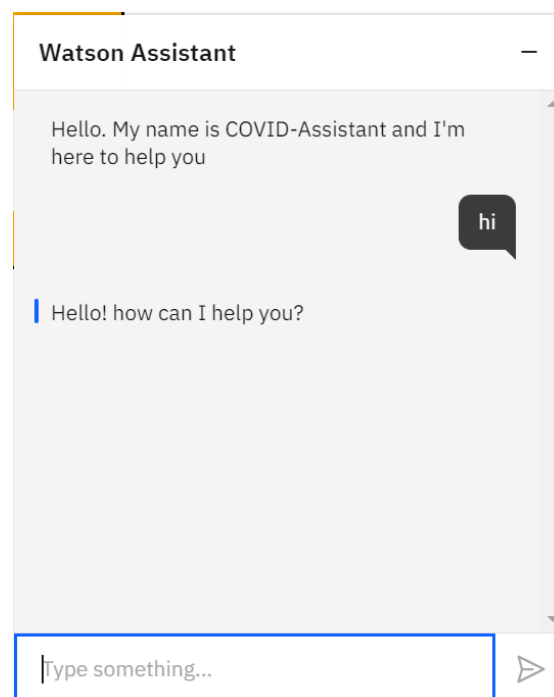 Watson Assistant
Hello. My name is COVID-Assistant and I'm
here to help you
hi
Hello! how can I help you?
Type something...